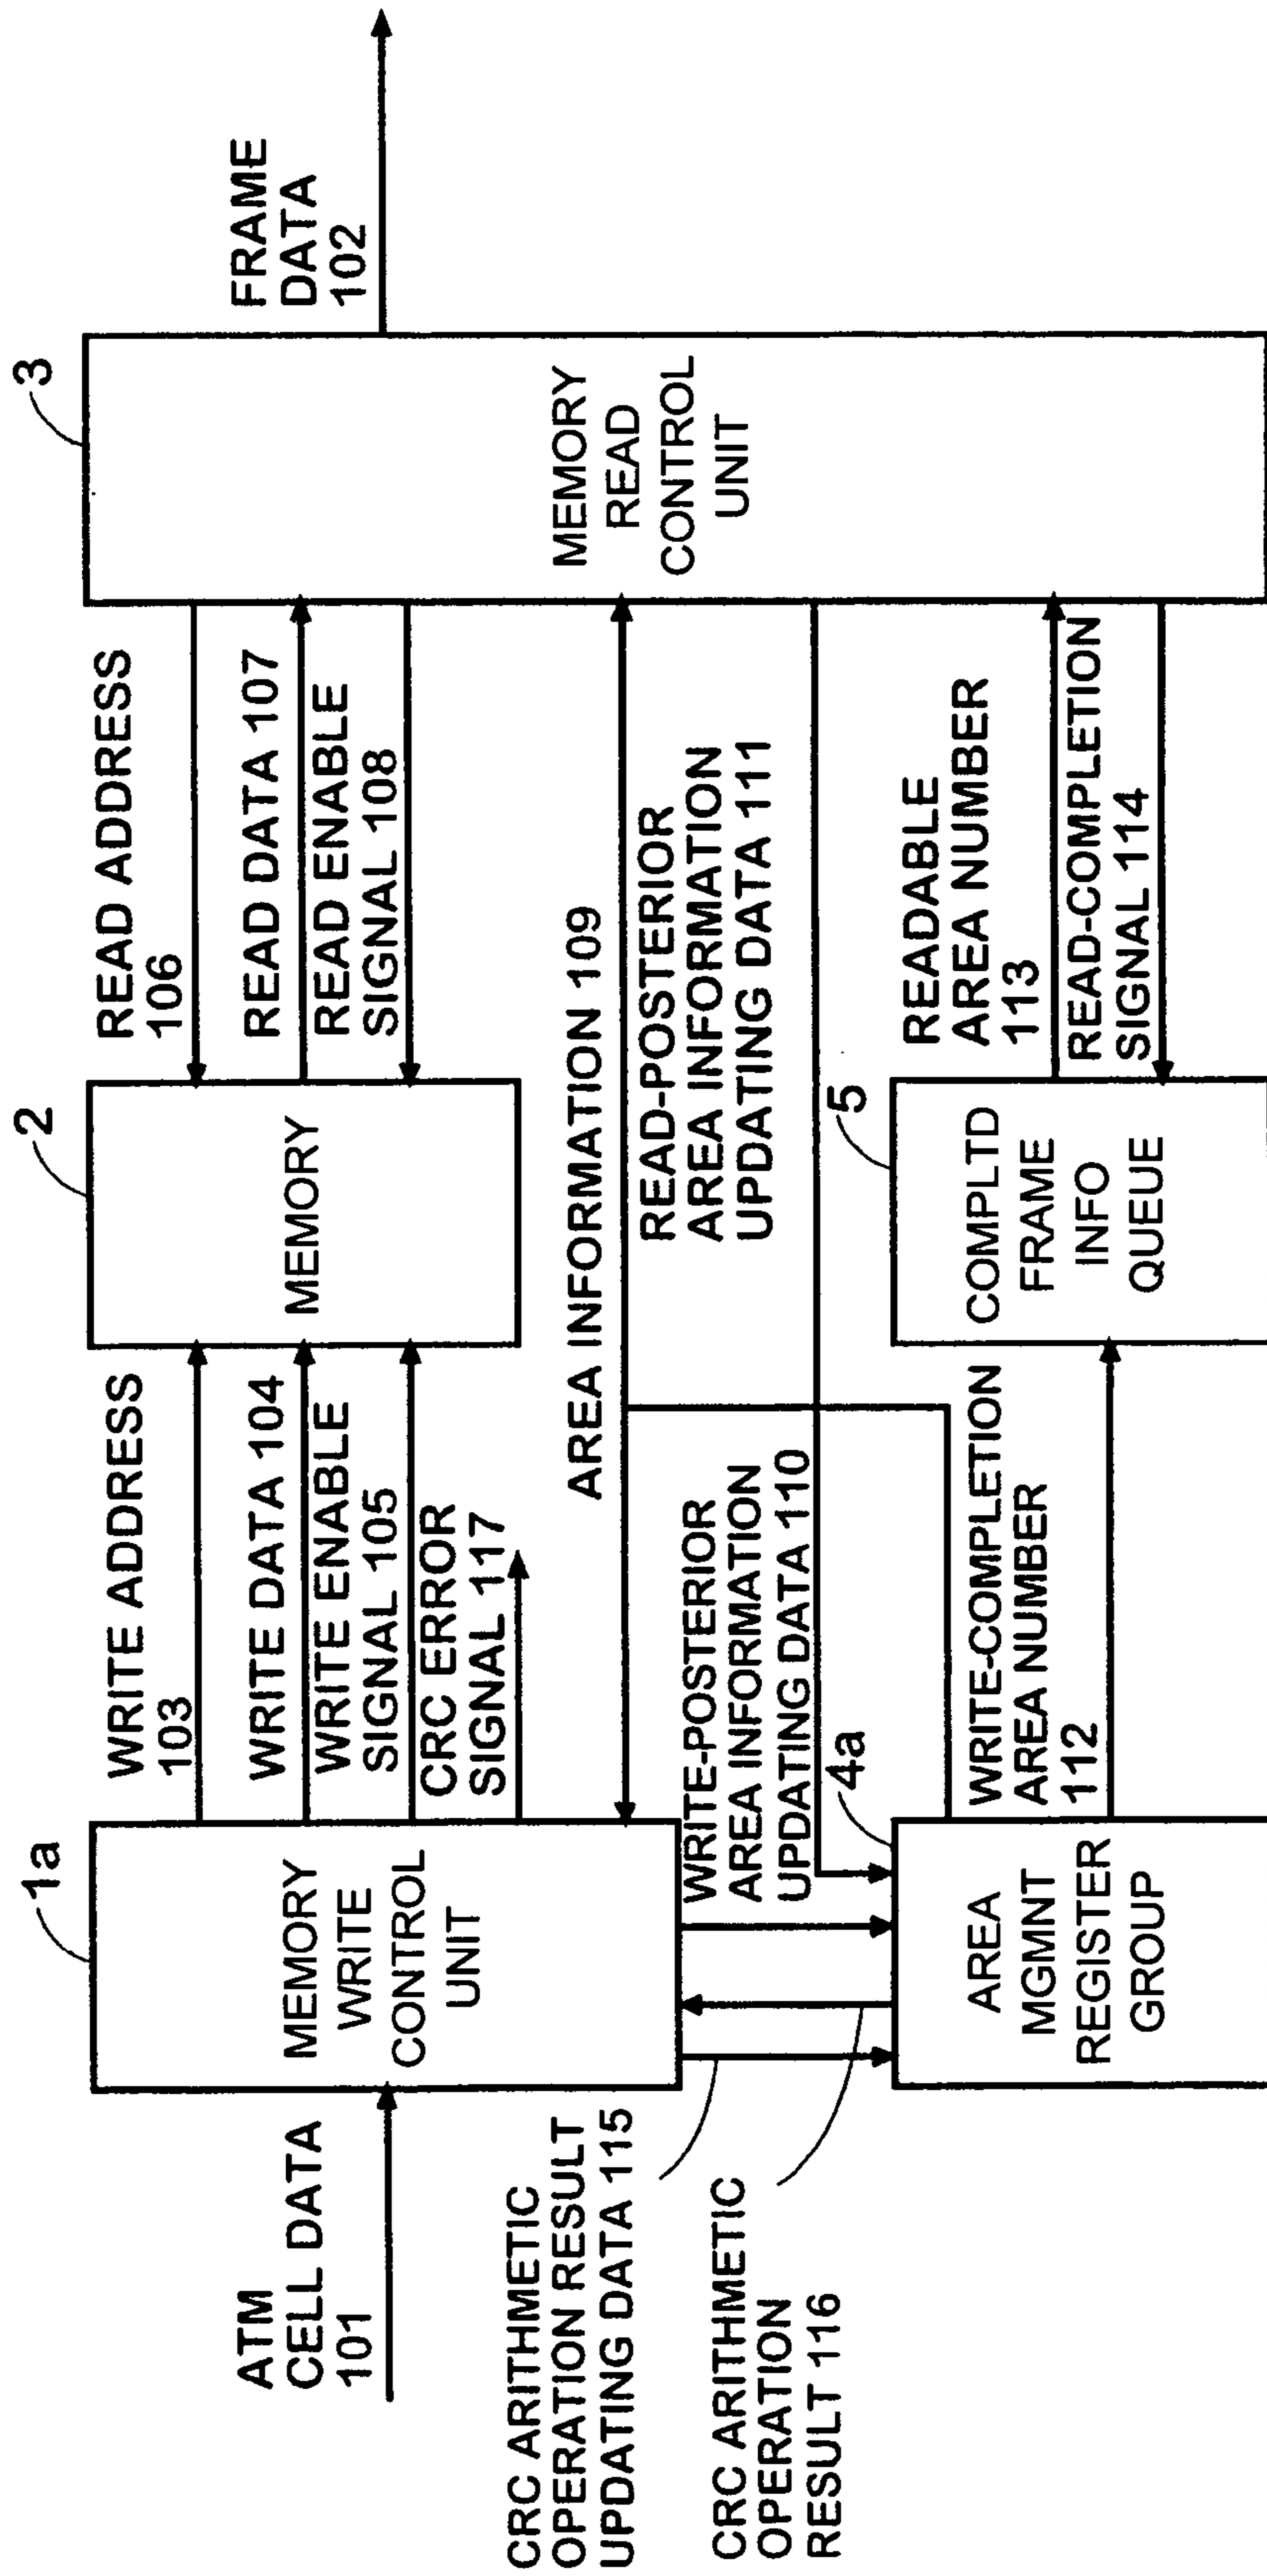 ATM
CELL DATA
101
1a
MEMORY
WRITE
CONTROL
UNIT
WRITE ADDRESS
103
WRITE DATA 104
WRITE ENABLE
SIGNAL 105
CRC ERROR
SIGNAL 117
2
MEMORY
READ ADDRESS
106
READ DATA 107
READ ENABLE
SIGNAL 108
3
MEMORY
READ
CONTROL
UNIT
FRAME
DATA
102
AREA INFORMATION 109
READ-POSTERIOR
AREA INFORMATION
UPDATING DATA 111
WRITE-POSTERIOR
AREA INFORMATION
UPDATING DATA 110
CRC ARITHMETIC
OPERATION RESULT
UPDATING DATA 115
CRC ARITHMETIC
OPERATION
RESULT 116
4a
AREA
MGMNT
REGISTER
GROUP
WRITE-COMPLETION
AREA NUMBER
112
5
COMPLTD
FRAME
INFO
QUEUE
READABLE
AREA NUMBER
113
READ-COMPLETION
SIGNAL 114